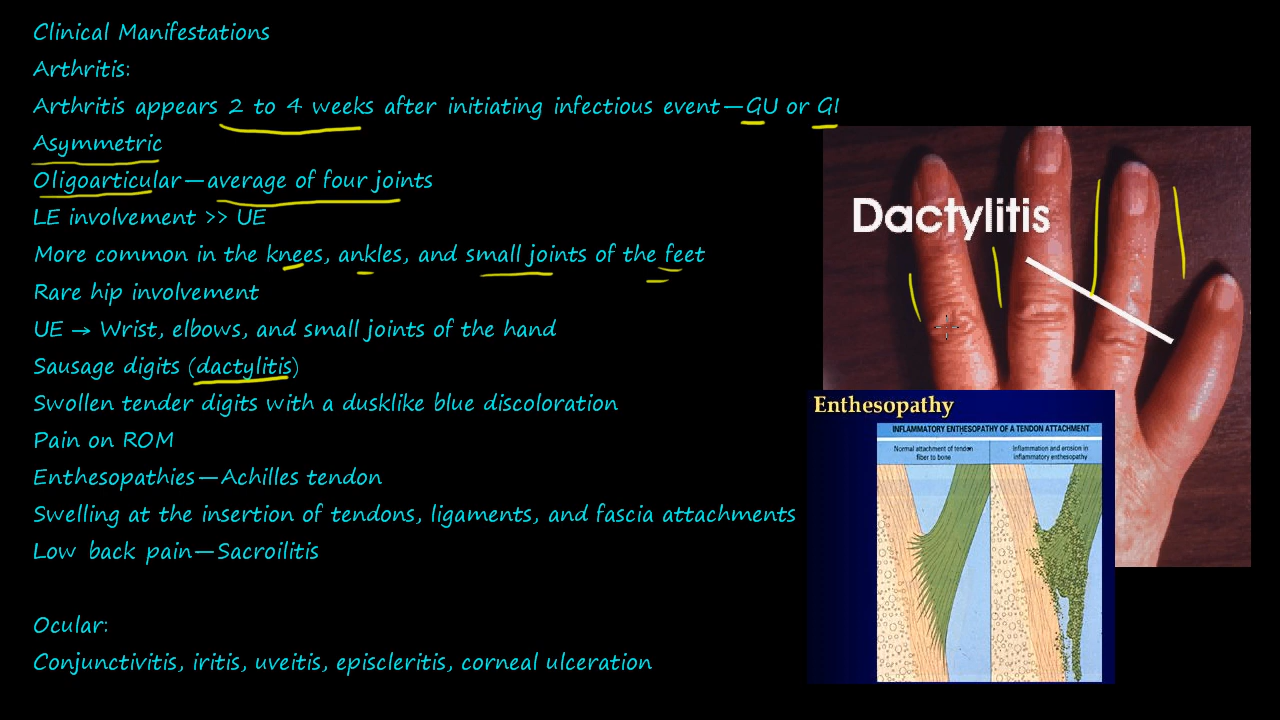 Clinical Manifestations
Arthritis:
Arthritis appears 2 to 4 weeks after initiating infectious event—GU or GI
Asymmetric
Oligoarticular—average of four joints
LE involvement >> UE
More common in the knees, ankles, and small joints of the feet
Rare hip involvement
UE → Wrist, elbows, and small joints of the hand
Sausage digits (dactylitis)
Swollen tender digits with a dusklike blue discoloration
Pain on ROM
Enthesopathies—Achilles tendon
Swelling at the insertion of tendons, ligaments, and fascia attachments
Low back pain—Sacroilitis
Ocular:
Conjunctivitis, iritis, uveitis, episcleritis, corneal ulceration
Dactylitis
Enthesopathy
INFLAMMATORY ENTHESOPATHY OF A TENDON ATTACHMENT
Normal attachment of tendon
fiber to bone
Inflammation and erosion in
inflammatory enthesopathy